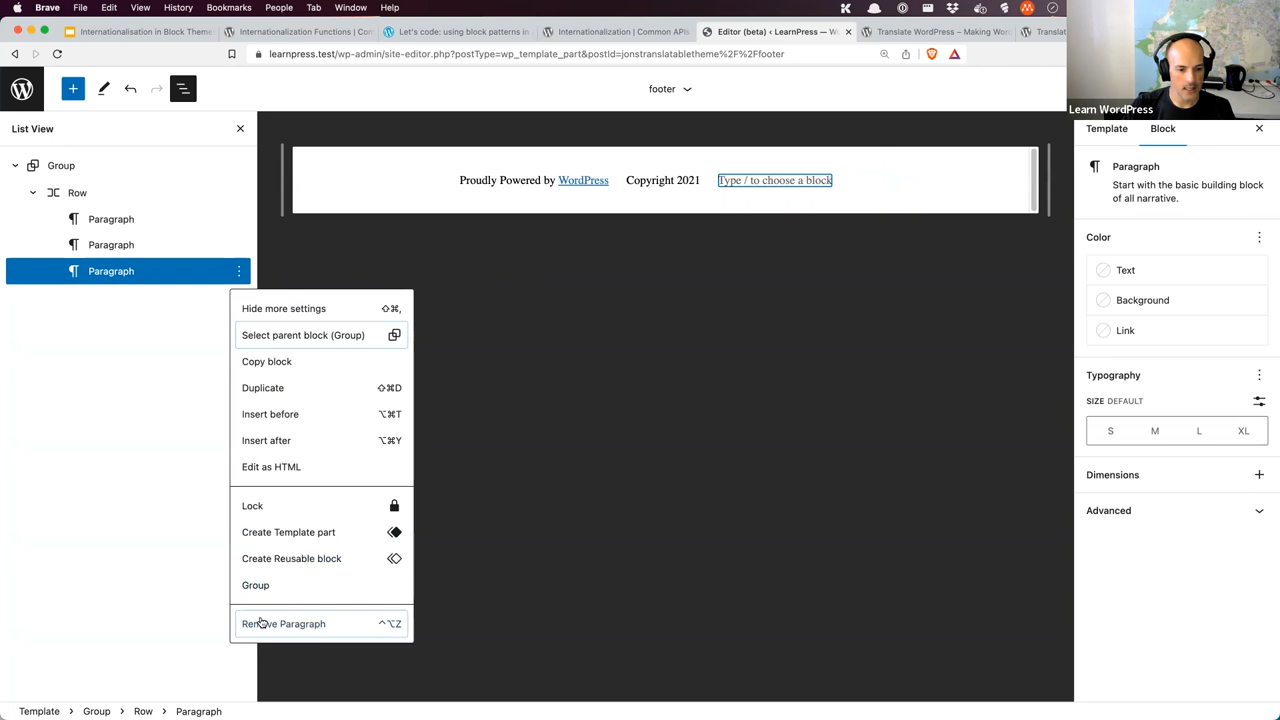 Brave File Edit View History Bookmarks People Tab Window Help
Internationalisation in Block Theme
Internationalization Functions | Con
Let's code: using block patterns in
Internationalization | Common APIs
Editor (beta) ‹ LearnPress — W
Translate WordPress – Making Wor
learnpress.test/wp-admin/site-editor.php?postType=wp_template_part&postId=jonstranslatabletheme%2F%2Ffooter
footer
Learn WordPress
List View
Group
Row
Paragraph
Paragraph
Paragraph
Hide more settings ⇧⌘,
Select parent block (Group)
Copy block
Duplicate ⇧⌘D
Insert before ⌥⌘T
Insert after ⌥⌘Y
Edit as HTML
Lock
Create Template part
Create Reusable block
Group
Remove Paragraph ^⌥Z
Proudly Powered by WordPress Copyright 2021 Type / to choose a block
Template Block
Paragraph
Start with the basic building block
of all narrative.
Color
Text
Background
Link
Typography
SIZE DEFAULT
S M L XL
Dimensions
Advanced
Template > Group > Row > Paragraph